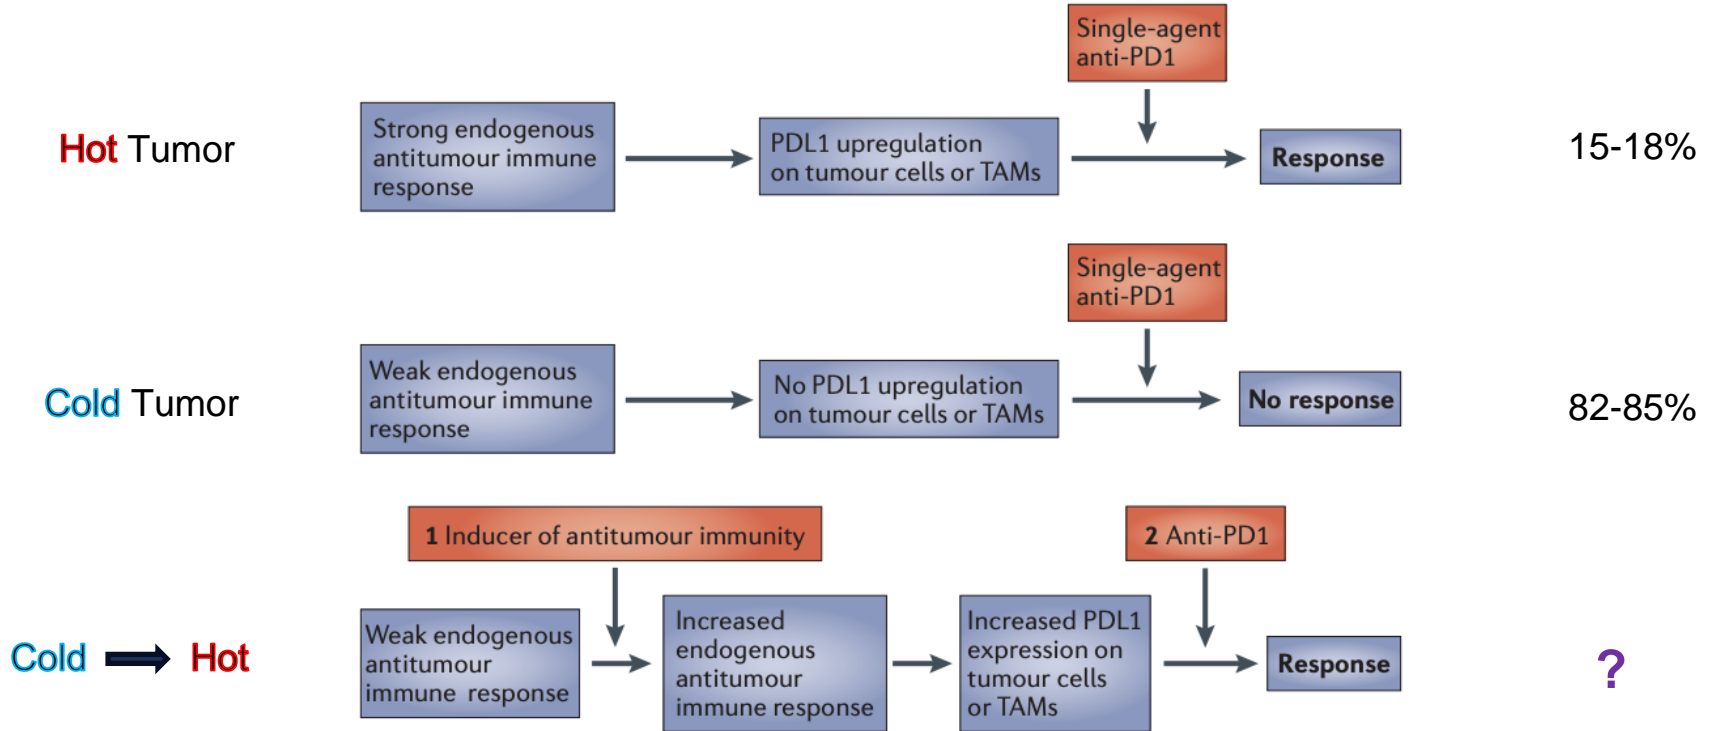 Single-agent
anti-PD1
Hot Tumor
Strong endogenous
antitumour immune
response
PDL1 upregulation
on tumour cells or TAMs
Response
15-18%
Single-agent
anti-PD1
Cold Tumor
Weak endogenous
antitumour immune
response
No PDL1 upregulation
on tumour cells or TAMs
No response
82-85%
1 Inducer of antitumour immunity
2 Anti-PD1
Cold
Hot
Weak endogenous
antitumour
immune response
Increased
endogenous
antitumour
immune response
Increased PDL1
expression on
tumour cells
or TAMs
Response
?